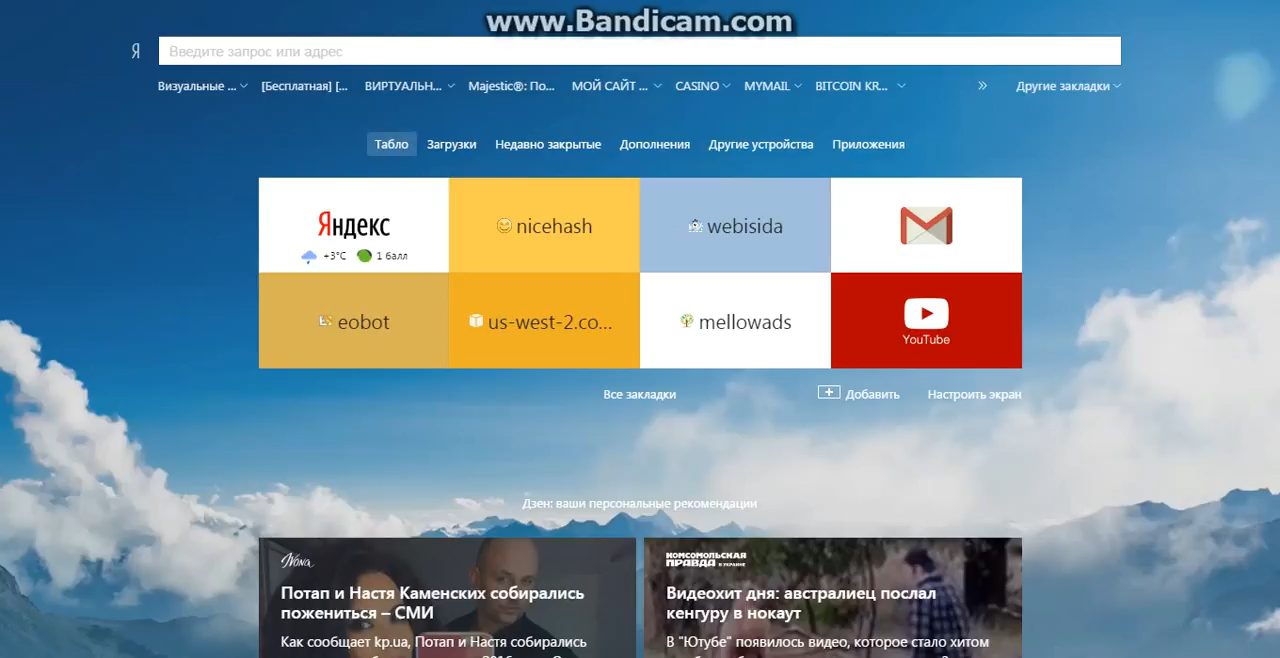 www.Bandicam.com
Я Введите запрос или адрес
Визуальные ... [Бесплатная] [... ВИРТУАЛЬН... Majestic®: По... МОЙ САЙТ ... CASINO MYMAIL BITCOIN KR... » Другие закладки
Табло Загрузки Недавно закрытые Дополнения Другие устройства Приложения
Яндекс
+3°C 1 балл
nicehash
webisida
eobot
us-west-2.co...
mellowads
YouTube
Все закладки Добавить Настроить экран
Дзен: ваши персональные рекомендации
Ivona
Потап и Настя Каменских собирались
пожениться – СМИ
Как сообщает kp.ua, Потап и Настя собирались
КОМСОМОЛЬСКАЯ
ПРАВДА В УКРАИНЕ
Видеохит дня: австралиец послал
кенгуру в нокаут
В "Ютубе" появилось видео, которое стало хитом